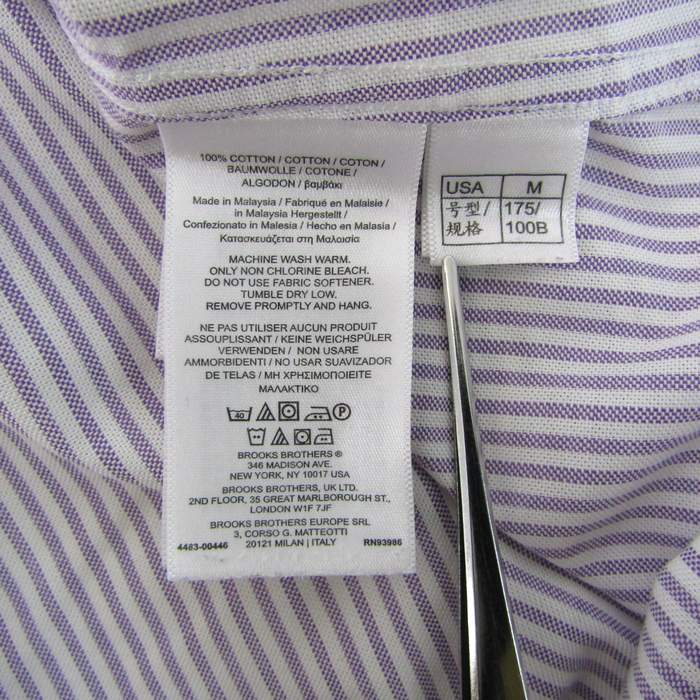 100% COTTON / COTTON / COTON /
BAUMWOLLE / COTONE /
ALGODON / βαμβάκι
Made in Malaysia / Fabriqué en Malaisie /
in Malaysia Hergestellt /
Confezionato in Malesia / Hecho en Malasia /
Κατασκευάζεται στη Μαλαισία
MACHINE WASH WARM.
ONLY NON CHLORINE BLEACH.
DO NOT USE FABRIC SOFTENER.
TUMBLE DRY LOW.
REMOVE PROMPTLY AND HANG.
NE PAS UTILISER AUCUN PRODUIT
ASSOUPLISSANT / KEINE WEICHSPÜLER
VERWENDEN / NON USARE
AMMORBIDENTI / NO USAR SUAVIZADOR
DE TELAS / ΜΗ ΧΡΗΣΙΜΟΠΟΙΕΙΤΕ
ΜΑΛΑΚΤΙΚΟ
40 P
BROOKS BROTHERS ®
346 MADISON AVE.
NEW YORK, NY 10017 USA
BROOKS BROTHERS, UK LTD.
2ND FLOOR, 35 GREAT MARLBOROUGH ST.,
LONDON W1F 7JF
BROOKS BROTHERS EUROPE SRL
3, CORSO G. MATTEOTTI
4483-00446 20121 MILAN | ITALY RN93986
USA M
号型/ 175/
规格 100B